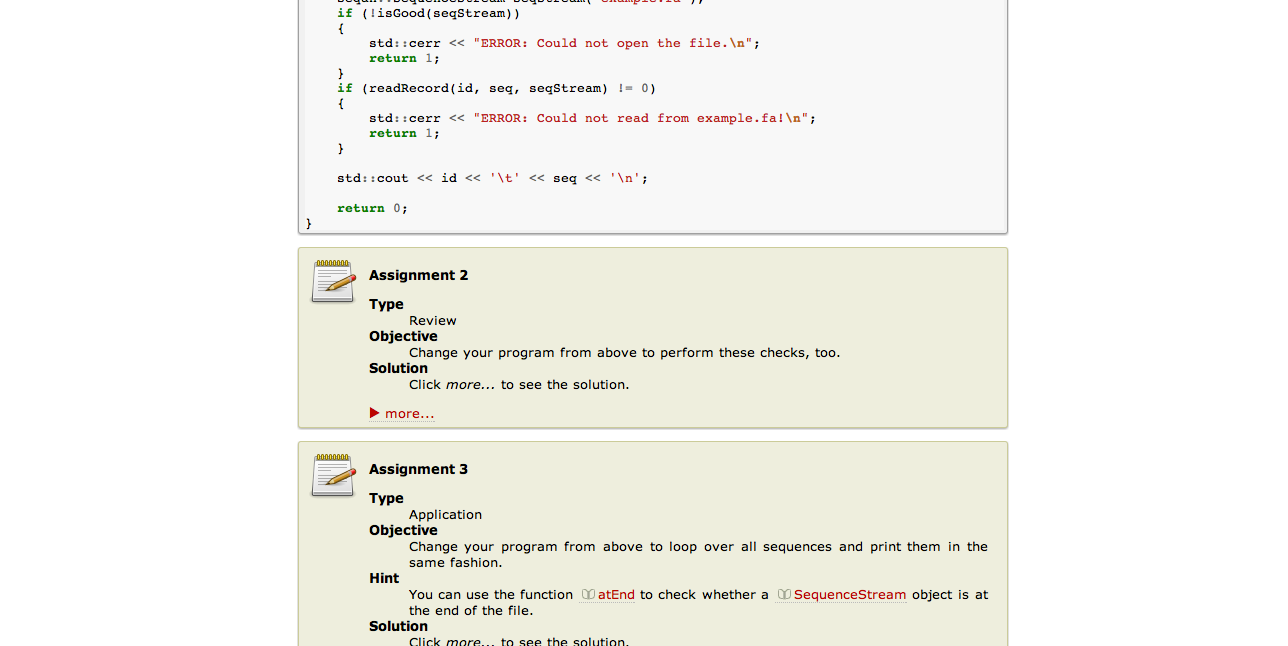 if (!isGood(seqStream))
{
std::cerr << "ERROR: Could not open the file.\n";
return 1;
}
if (readRecord(id, seq, seqStream) != 0)
{
std::cerr << "ERROR: Could not read from example.fa!\n";
return 1;
}
std::cout << id << '\t' << seq << '\n';
return 0;
}
Assignment 2
Type
Review
Objective
Change your program from above to perform these checks, too.
Solution
Click more... to see the solution.
more...
Assignment 3
Type
Application
Objective
Change your program from above to loop over all sequences and print them in the
same fashion.
Hint
You can use the function atEnd to check whether a SequenceStream object is at
the end of the file.
Solution
Click more... to see the solution.